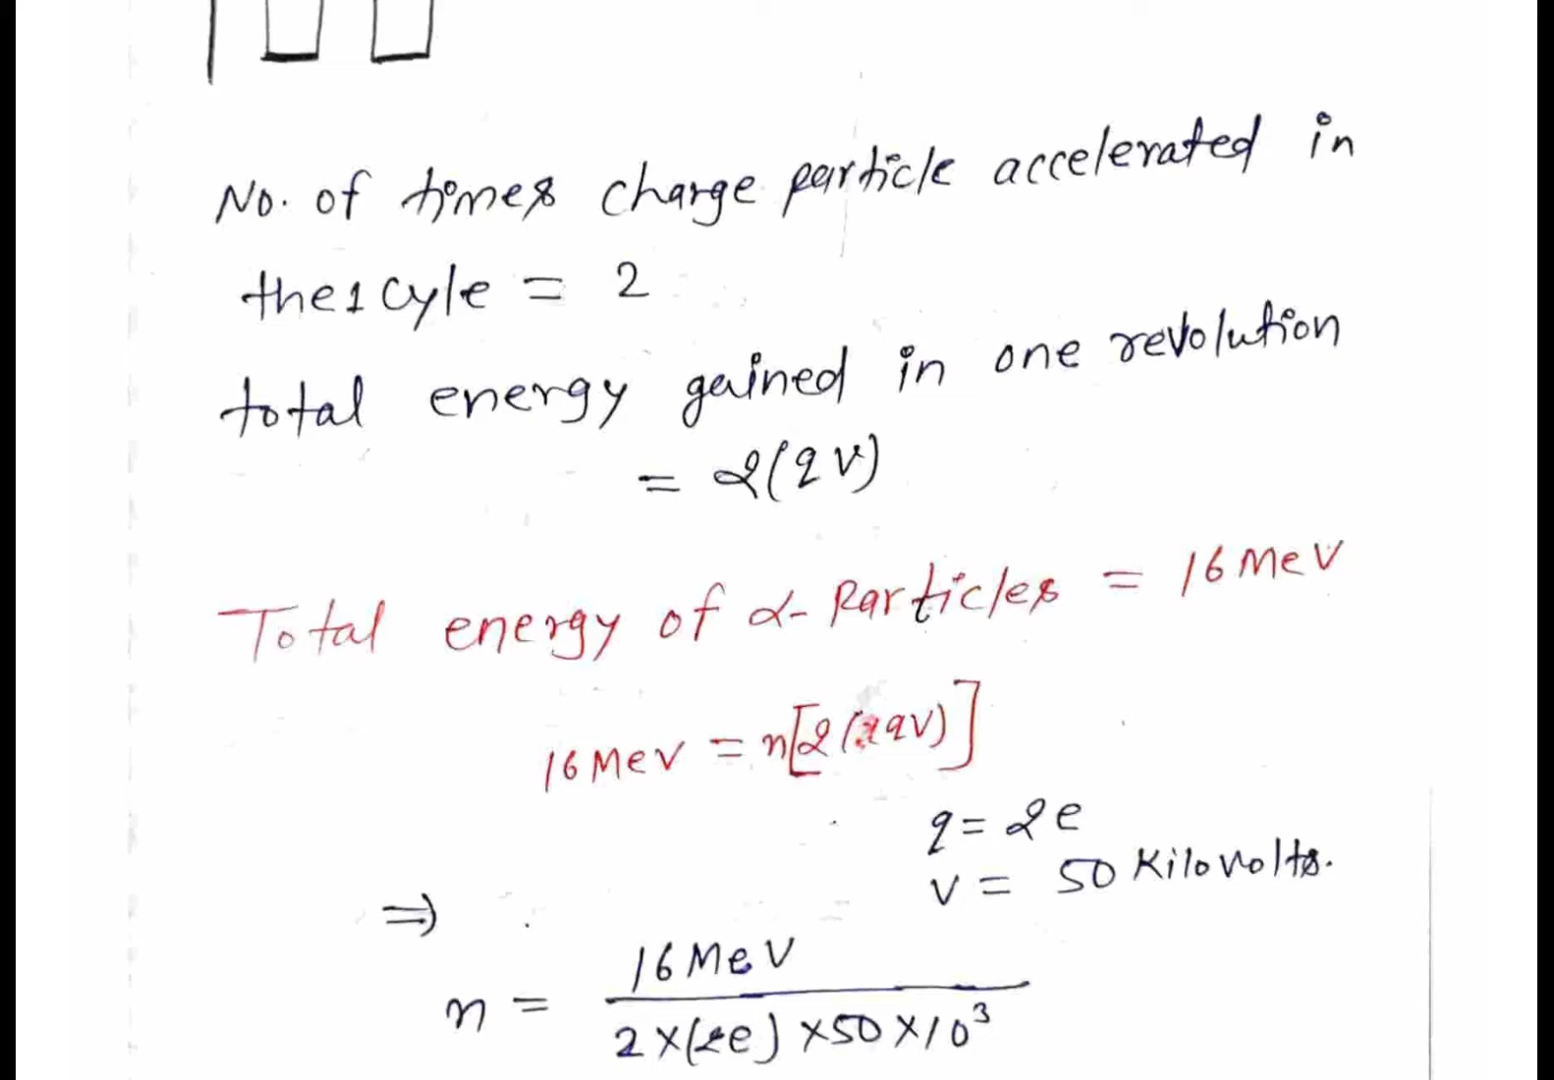 No. of times charge particle accelerated in
the 1 cyle = 2
total energy gained in one revolution
= 2(qv)
Total energy of α- Particles = 16 MeV
16 MeV = n[2(qv)]
q = 2e
v = 50 Kilovolts.
⇒
n = 16 MeV / 2×(2e)×50×10³